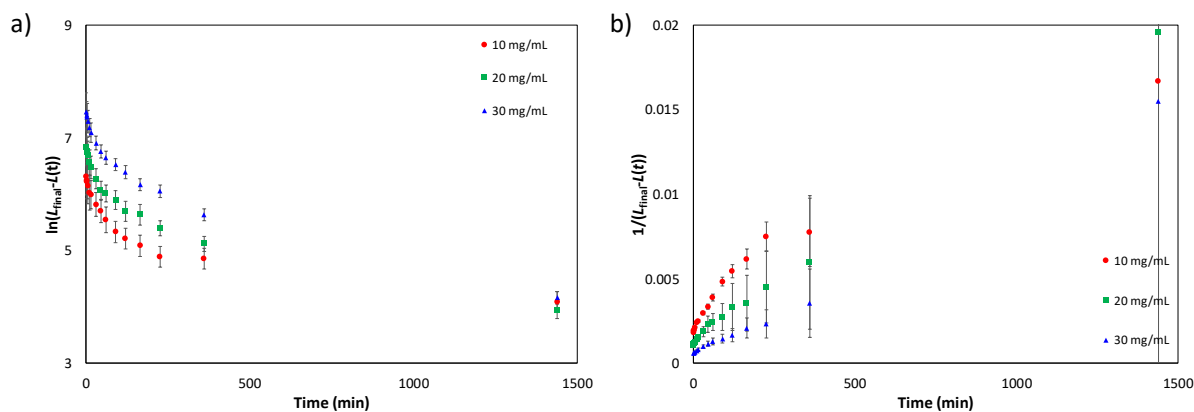 a)
9
7
5
3
ln(Lfinal-L(t))
10 mg/mL
20 mg/mL
30 mg/mL
0
500
1000
1500
Time (min)
b)
0.02
0.015
0.01
0.005
0
1/(Lfinal-L(t))
10 mg/mL
20 mg/mL
30 mg/mL
0
500
1000
1500
Time (min)